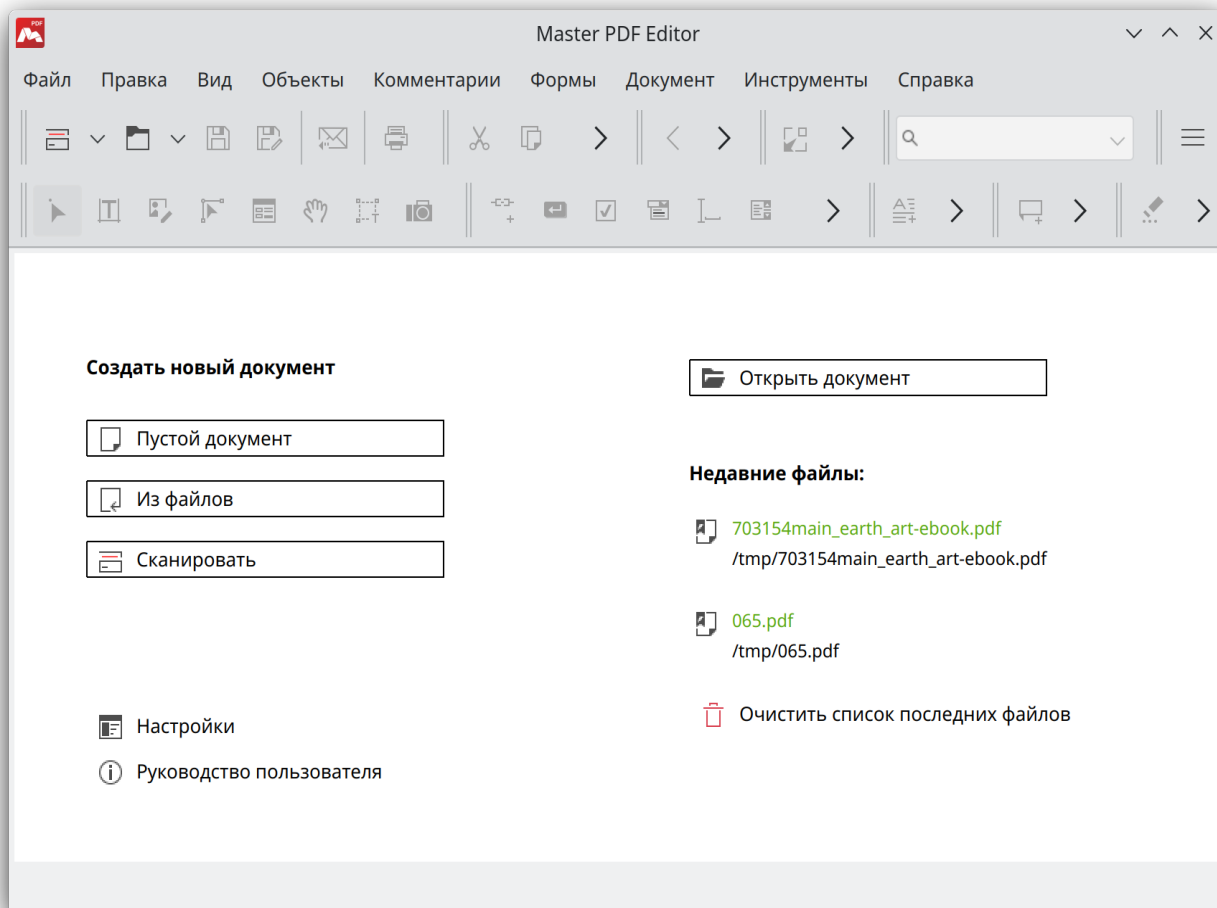 PDF
Master PDF Editor
Файл Правка Вид Объекты Комментарии Формы Документ Инструменты Справка
Создать новый документ
Пустой документ
Из файлов
Сканировать
Настройки
Руководство пользователя
Открыть документ
Недавние файлы:
703154main_earth_art-ebook.pdf
/tmp/703154main_earth_art-ebook.pdf
065.pdf
/tmp/065.pdf
Очистить список последних файлов